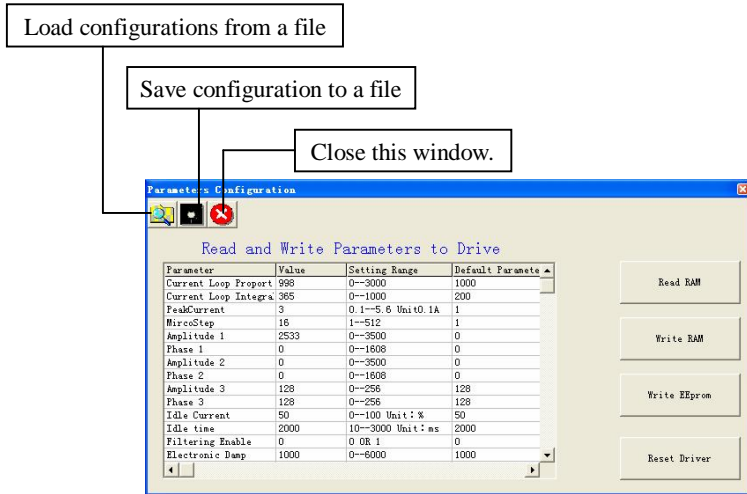 Load configurations from a file
Save configuration to a file
Close this window.
Parameters Configuration
Read and Write Parameters to Drive
Parameter Value Setting Range Default Paramete
Current Loop Proport 998 0--3000 1000
Current Loop Integra 365 0--1000 200
PeakCurrent 3 0.1--5.6 Unit0.1A 1
MircoStep 16 1--512 1
Amplitude 1 2533 0--3500 0
Phase 1 0 0--1608 0
Amplitude 2 0 0--3500 0
Phase 2 0 0--1608 0
Amplitude 3 128 0--256 128
Phase 3 128 0--256 128
Idle Current 50 0--100 Unit：% 50
Idle time 2000 10--3000 Unit：ms 2000
Filtering Enable 0 0 OR 1 0
Electronic Damp 1000 0--6000 1000
Read RAM
Write RAM
Write EEprom
Reset Driver